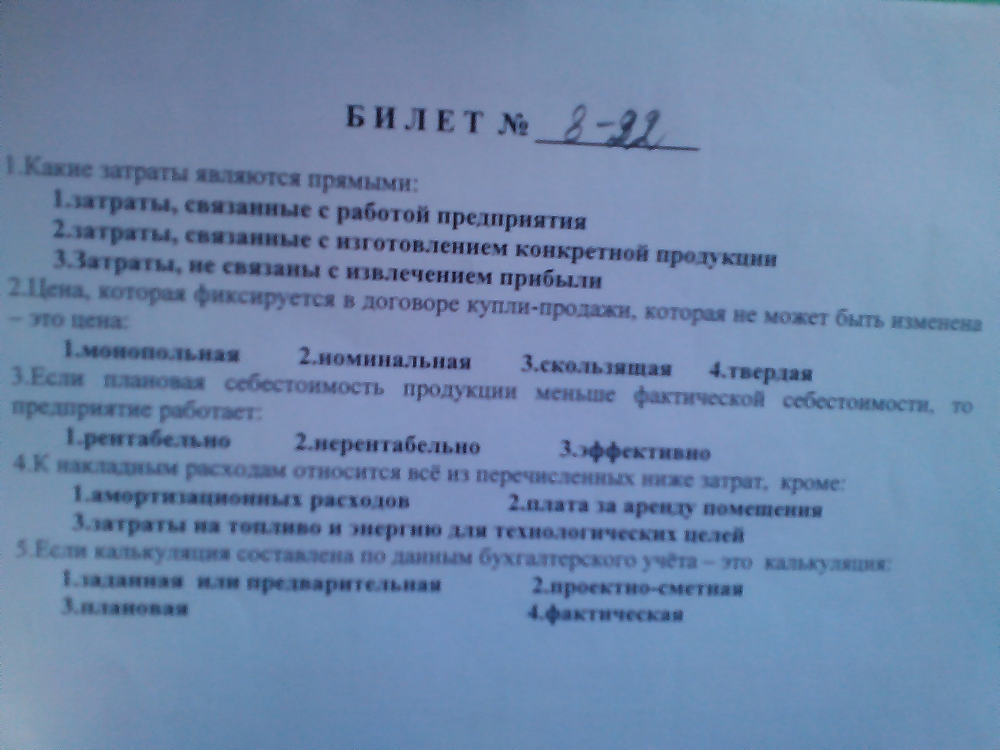 БИЛЕТ № 8-22
1.Какие затраты являются прямыми:
1.затраты, связанные с работой предприятия
2.затраты, связанные с изготовлением конкретной продукции
3.Затраты, не связаны с извлечением прибыли
2.Цена, которая фиксируется в договоре купли-продажи, которая не может быть изменена
– это цена:
1.монопольная 2.номинальная 3.скользящая 4.твердая
3.Если плановая себестоимость продукции меньше фактической себестоимости, то
предприятие работает:
1.рентабельно 2.нерентабельно 3.эффективно
4.К накладным расходам относится всё из перечисленных ниже затрат, кроме:
1.амортизационных расходов 2.плата за аренду помещения
3.затраты на топливо и энергию для технологических целей
5.Если калькуляция составлена по данным бухгалтерского учёта – это калькуляция:
1.заданная или предварительная 2.проектно-сметная
3.плановая 4.фактическая